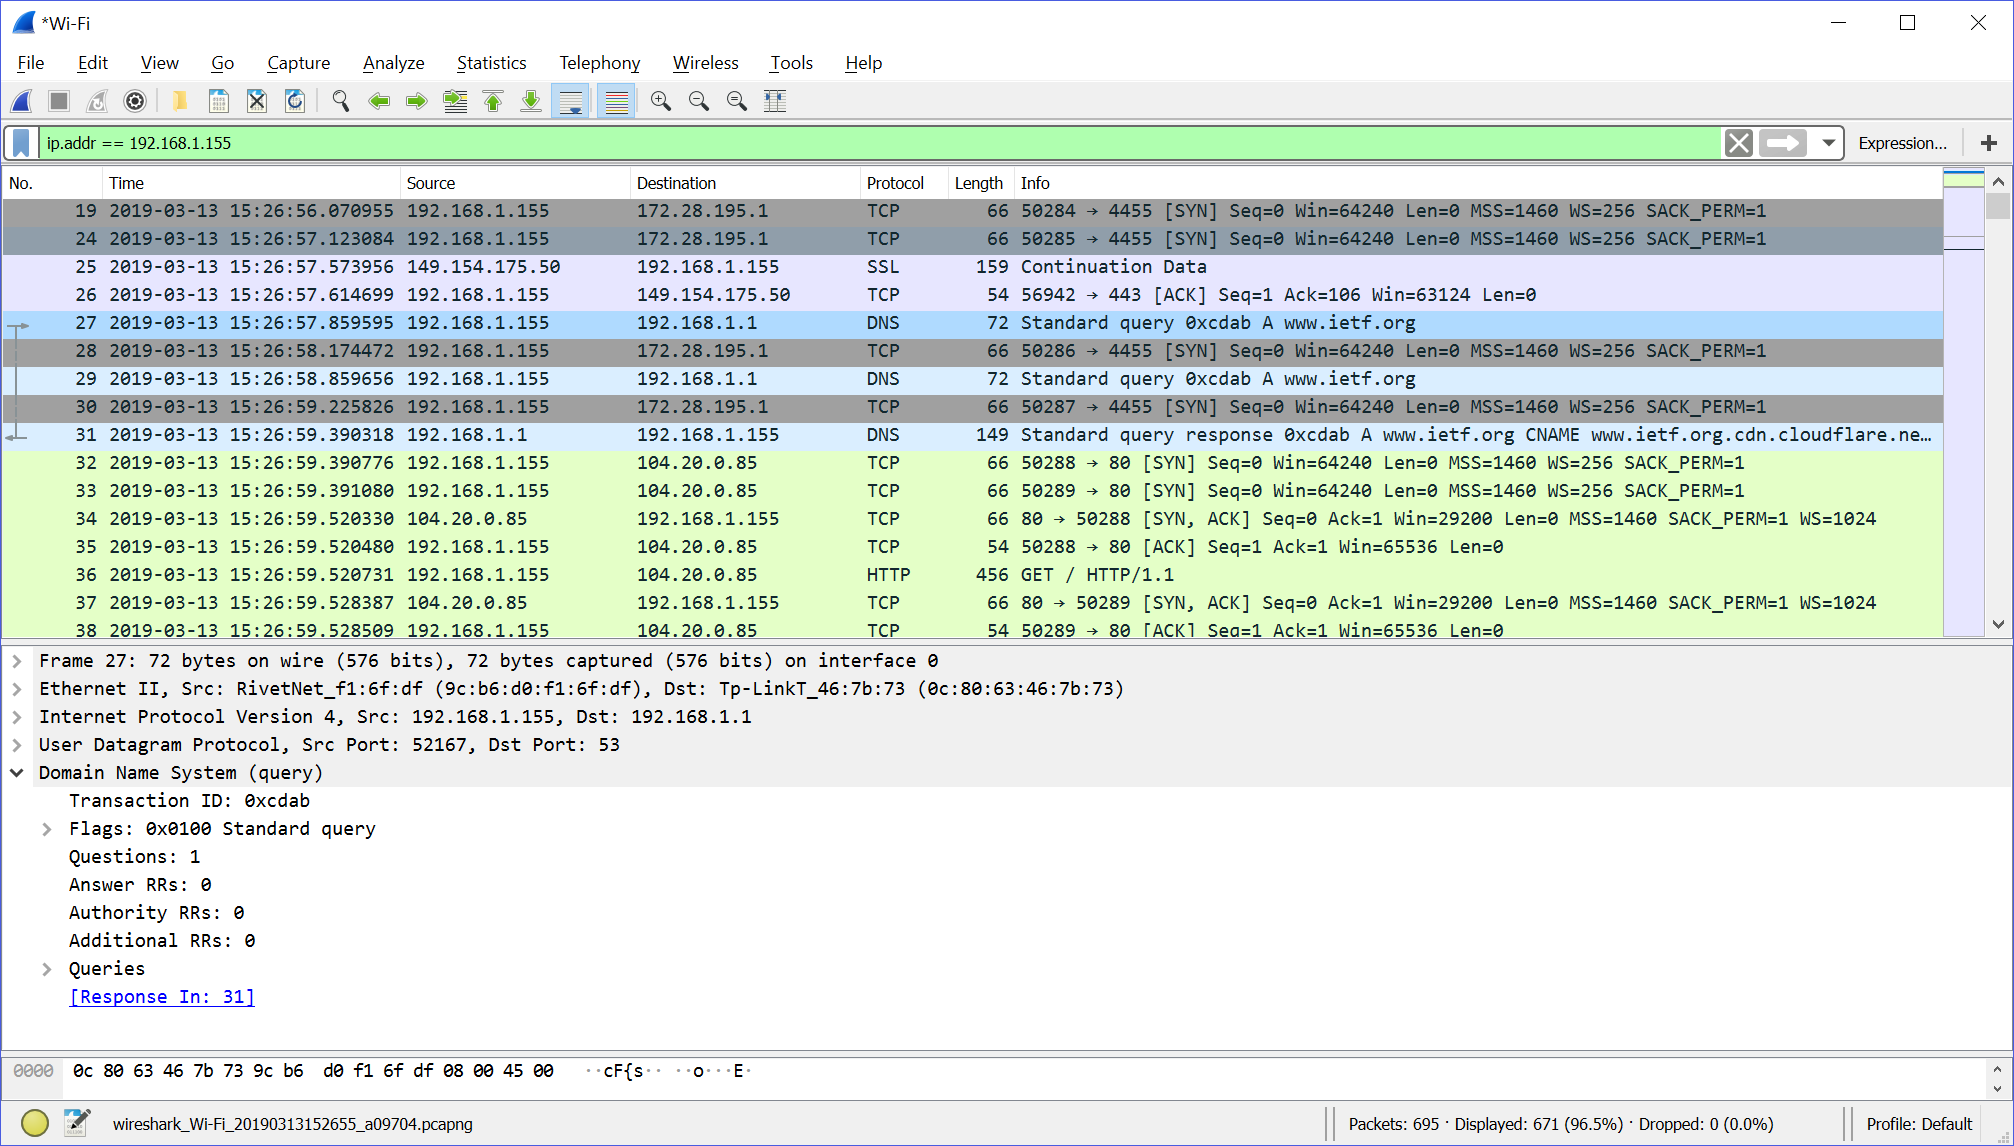 *Wi-Fi
File Edit View Go Capture Analyze Statistics Telephony Wireless Tools Help
ip.addr == 192.168.1.155 Expression... +
No. Time Source Destination Protocol Length Info
19 2019-03-13 15:26:56.070955 192.168.1.155 172.28.195.1 TCP 66 50284 → 4455 [SYN] Seq=0 Win=64240 Len=0 MSS=1460 WS=256 SACK_PERM=1
24 2019-03-13 15:26:57.123084 192.168.1.155 172.28.195.1 TCP 66 50285 → 4455 [SYN] Seq=0 Win=64240 Len=0 MSS=1460 WS=256 SACK_PERM=1
25 2019-03-13 15:26:57.573956 149.154.175.50 192.168.1.155 SSL 159 Continuation Data
26 2019-03-13 15:26:57.614699 192.168.1.155 149.154.175.50 TCP 54 56942 → 443 [ACK] Seq=1 Ack=106 Win=63124 Len=0
27 2019-03-13 15:26:57.859595 192.168.1.155 192.168.1.1 DNS 72 Standard query 0xcdab A www.ietf.org
28 2019-03-13 15:26:58.174472 192.168.1.155 172.28.195.1 TCP 66 50286 → 4455 [SYN] Seq=0 Win=64240 Len=0 MSS=1460 WS=256 SACK_PERM=1
29 2019-03-13 15:26:58.859656 192.168.1.155 192.168.1.1 DNS 72 Standard query 0xcdab A www.ietf.org
30 2019-03-13 15:26:59.225826 192.168.1.155 172.28.195.1 TCP 66 50287 → 4455 [SYN] Seq=0 Win=64240 Len=0 MSS=1460 WS=256 SACK_PERM=1
31 2019-03-13 15:26:59.390318 192.168.1.1 192.168.1.155 DNS 149 Standard query response 0xcdab A www.ietf.org CNAME www.ietf.org.cdn.cloudflare.ne...
32 2019-03-13 15:26:59.390776 192.168.1.155 104.20.0.85 TCP 66 50288 → 80 [SYN] Seq=0 Win=64240 Len=0 MSS=1460 WS=256 SACK_PERM=1
33 2019-03-13 15:26:59.391080 192.168.1.155 104.20.0.85 TCP 66 50289 → 80 [SYN] Seq=0 Win=64240 Len=0 MSS=1460 WS=256 SACK_PERM=1
34 2019-03-13 15:26:59.520330 104.20.0.85 192.168.1.155 TCP 66 80 → 50288 [SYN, ACK] Seq=0 Ack=1 Win=29200 Len=0 MSS=1460 SACK_PERM=1 WS=1024
35 2019-03-13 15:26:59.520480 192.168.1.155 104.20.0.85 TCP 54 50288 → 80 [ACK] Seq=1 Ack=1 Win=65536 Len=0
36 2019-03-13 15:26:59.520731 192.168.1.155 104.20.0.85 HTTP 456 GET / HTTP/1.1
37 2019-03-13 15:26:59.528387 104.20.0.85 192.168.1.155 TCP 66 80 → 50289 [SYN, ACK] Seq=0 Ack=1 Win=29200 Len=0 MSS=1460 SACK_PERM=1 WS=1024
38 2019-03-13 15:26:59.528509 192.168.1.155 104.20.0.85 TCP 54 50289 → 80 [ACK] Seq=1 Ack=1 Win=65536 Len=0
Frame 27: 72 bytes on wire (576 bits), 72 bytes captured (576 bits) on interface 0
Ethernet II, Src: RivetNet_f1:6f:df (9c:b6:d0:f1:6f:df), Dst: Tp-LinkT_46:7b:73 (0c:80:63:46:7b:73)
Internet Protocol Version 4, Src: 192.168.1.155, Dst: 192.168.1.1
User Datagram Protocol, Src Port: 52167, Dst Port: 53
Domain Name System (query)
Transaction ID: 0xcdab
Flags: 0x0100 Standard query
Questions: 1
Answer RRs: 0
Authority RRs: 0
Additional RRs: 0
Queries
[Response In: 31]
0000 0c 80 63 46 7b 73 9c b6 d0 f1 6f df 08 00 45 00 ··cF{s·· ··o···E·
wireshark_Wi-Fi_20190313152655_a09704.pcapng Packets: 695 · Displayed: 671 (96.5%) · Dropped: 0 (0.0%) Profile: Default